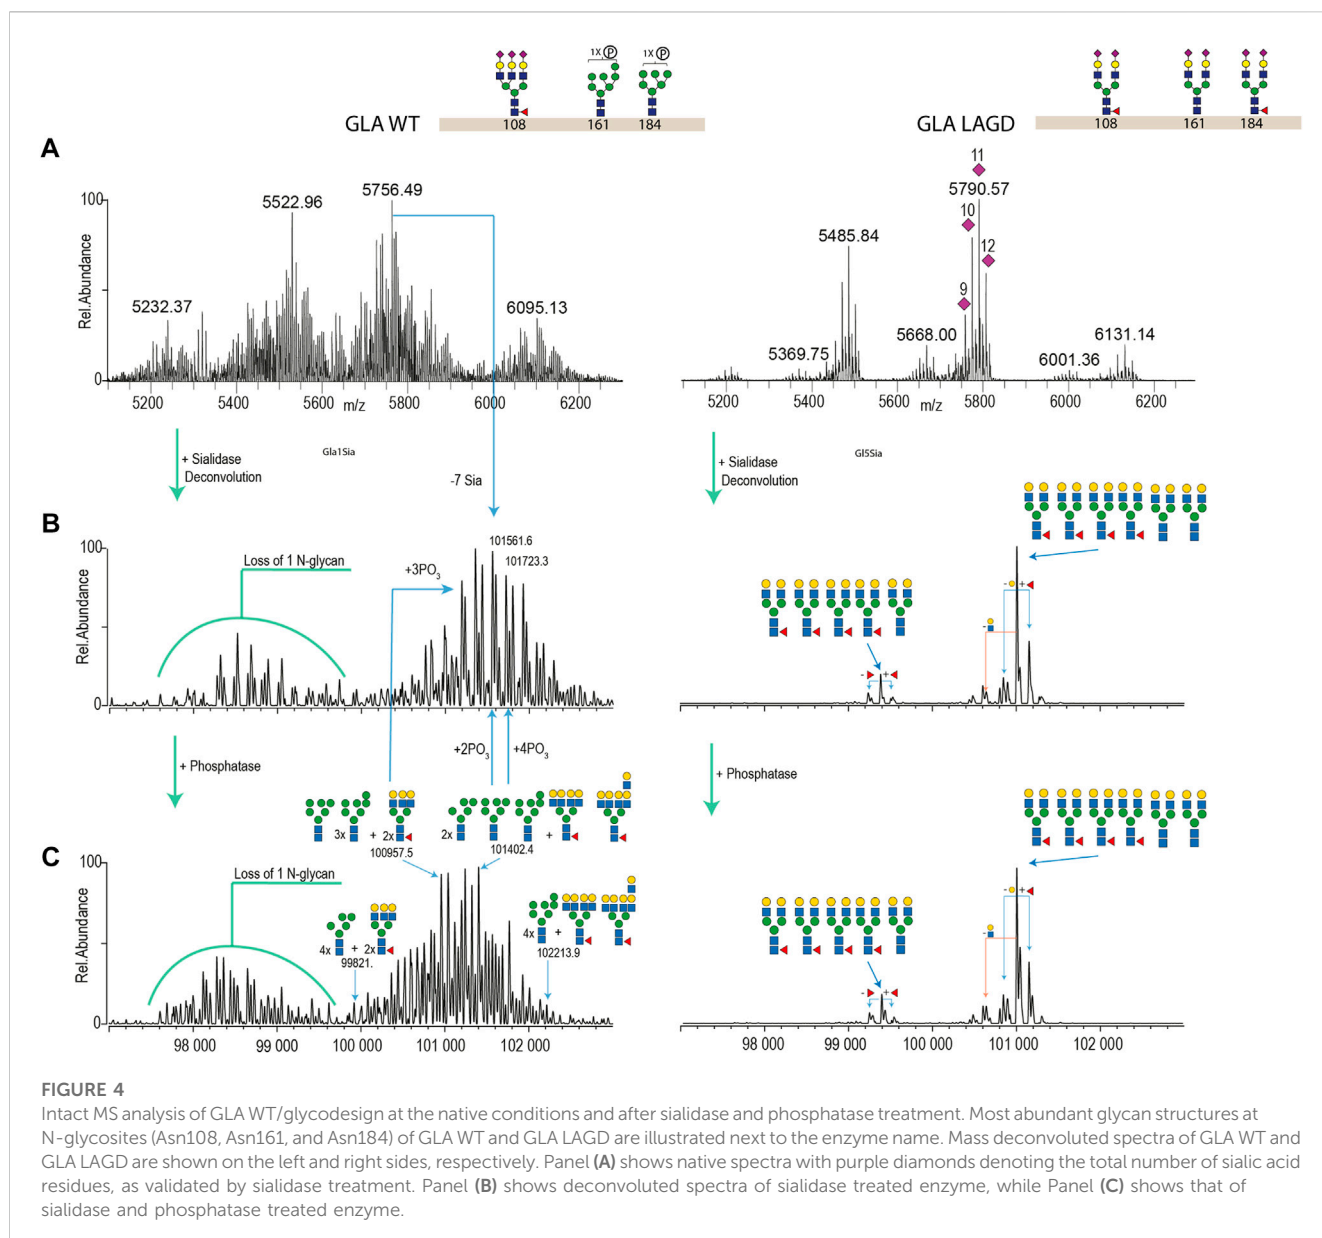 1X P
1X P
GLA WT
108
161
184
GLA LAGD
108
161
184
A
100
Rel.Abundance
0
5232.37
5522.96
5756.49
6095.13
5200
5400
5600
m/z
5800
6000
6200
11
5790.57
10
12
9
5485.84
5369.75
5668.00
6001.36
6131.14
5200
5400
5600
m/z
5800
6000
6200
+ Sialidase
Deconvolution
Gla1Sia
-7 Sia
+ Sialidase
Deconvolution
Gl5Sia
B
100
Rel.Abundance
0
Loss of 1 N-glycan
+3PO3
101561.6
101723.3
- +
-
- +
+ Phosphatase
+2PO3
+4PO3
+ Phosphatase
3x + 2x
100957.5
2x +
101402.4
C
100
Rel.Abundance
0
Loss of 1 N-glycan
4x + 2x
99821.
4x +
102213.9
- +
-
- +
98 000
99 000
100 000
101 000
102 000
98 000
99 000
100 000
101 000
102 000
FIGURE 4
Intact MS analysis of GLA WT/glycodesign at the native conditions and after sialidase and phosphatase treatment. Most abundant glycan structures at
N-glycosites (Asn108, Asn161, and Asn184) of GLA WT and GLA LAGD are illustrated next to the enzyme name. Mass deconvoluted spectra of GLA WT and
GLA LAGD are shown on the left and right sides, respectively. Panel (A) shows native spectra with purple diamonds denoting the total number of sialic acid
residues, as validated by sialidase treatment. Panel (B) shows deconvoluted spectra of sialidase treated enzyme, while Panel (C) shows that of
sialidase and phosphatase treated enzyme.